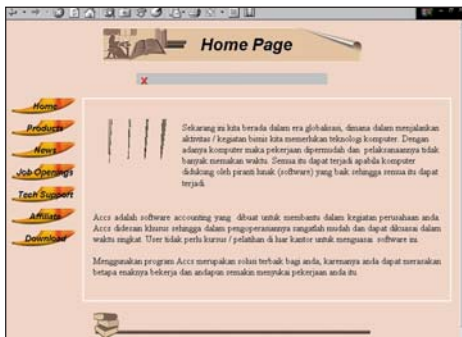 Home Page
x
Home
Products
News
Job Openings
Tech Support
Affiliate
Download
Sekarang ini kita berada dalam era globalisasi, dimana dalam menjalankan
aktivitas / kegiatan bisnis kita memerlukan teknologi komputer. Dengan
adanya komputer maka pekerjaan dipermudah dan pelaksanaannya tidak
banyak memakan waktu. Semua itu dapat terjadi apabila komputer
didukung oleh piranti lunak (software) yang baik sehingga semua itu dapat
terjadi.
Accs adalah software accounting yang dibuat untuk membantu dalam kegiatan perusahaan anda.
Accs didesain khusus sehingga dalam pengoperasiannya sangatlah mudah dan dapat dikuasai dalam
waktu singkat. User tidak perlu kursus / pelatihan di luar kantor untuk menguasai software ini.
Menggunakan program Accs merupakan solusi terbaik bagi anda, karenanya anda dapat merasakan
betapa enaknya bekerja dan andapun semakin menyukai pekerjaan anda itu.